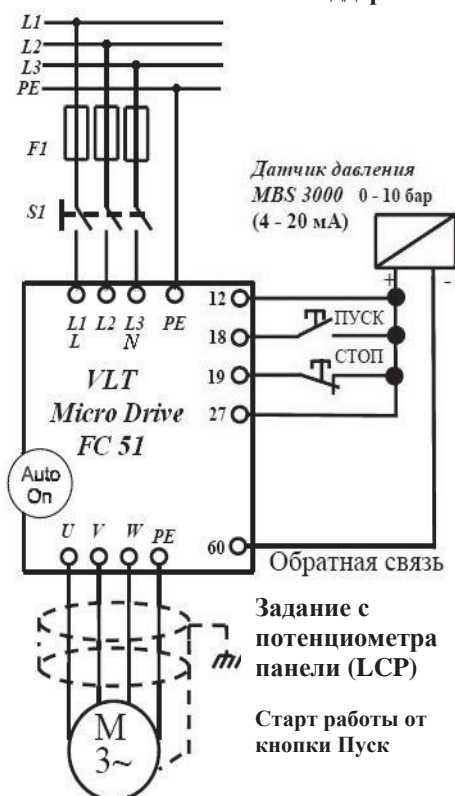 L1
L2
L3
PE
F1
S1
Датчик давления
MBS 3000 0 - 10 бар
(4 - 20 мА)
+ -
L1 L2 L3 PE
L N
12
18 ПУСК
19 СТОП
27
VLT
Micro Drive
FC 51
Auto
On
U V W PE
60
Обратная связь
Задание с
потенциометра
панели (LCP)
Старт работы от
кнопки Пуск
M
3~